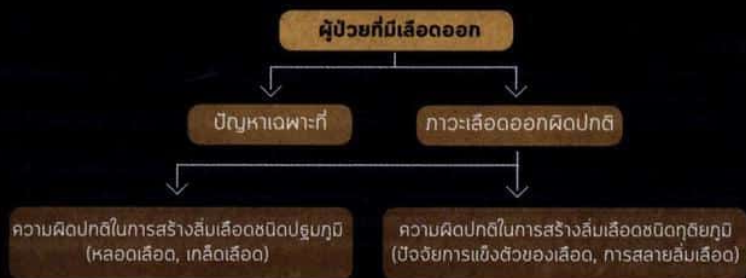 ผู้ป่วยที่มีเลือดออก
ปัญหาเฉพาะที่
ภาวะเลือดออกผิดปกติ
ความผิดปกติในการสร้างลิ่มเลือดชนิดปฐมภูมิ
(หลอดเลือด, เกล็ดเลือด)
ความผิดปกติในการสร้างลิ่มเลือดชนิดทุติยภูมิ
(ปัจจัยการแข็งตัวของเลือด, การสลายลิ่มเลือด)